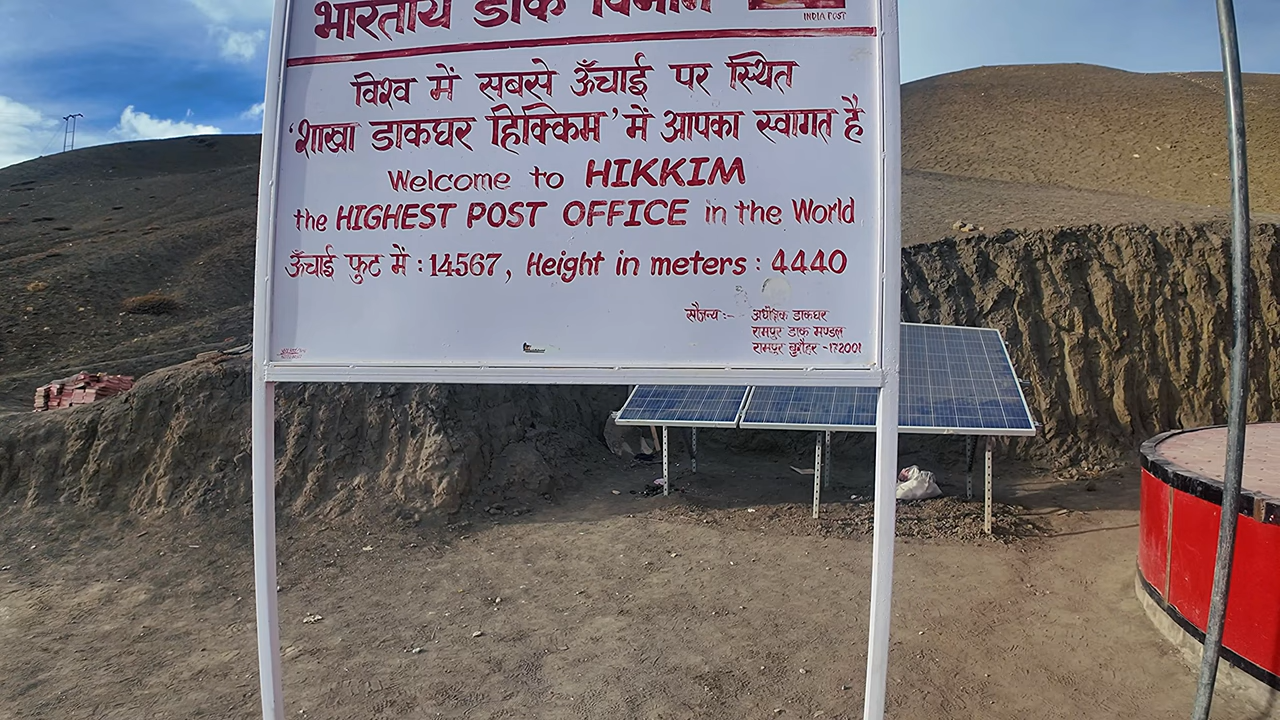 भारतीय डाक विभाग
INDIA POST
विश्व में सबसे ऊँचाई पर स्थित
'शाखा डाकघर हिक्किम' में आपका स्वागत है
Welcome to HIKKIM
the HIGHEST POST OFFICE in the World
ऊँचाई फुट में : 14567, Height in meters : 4440
सौजन्य :- अधीक्षक डाकघर
रामपुर डाक मण्डल
रामपुर बुशैहर -172001